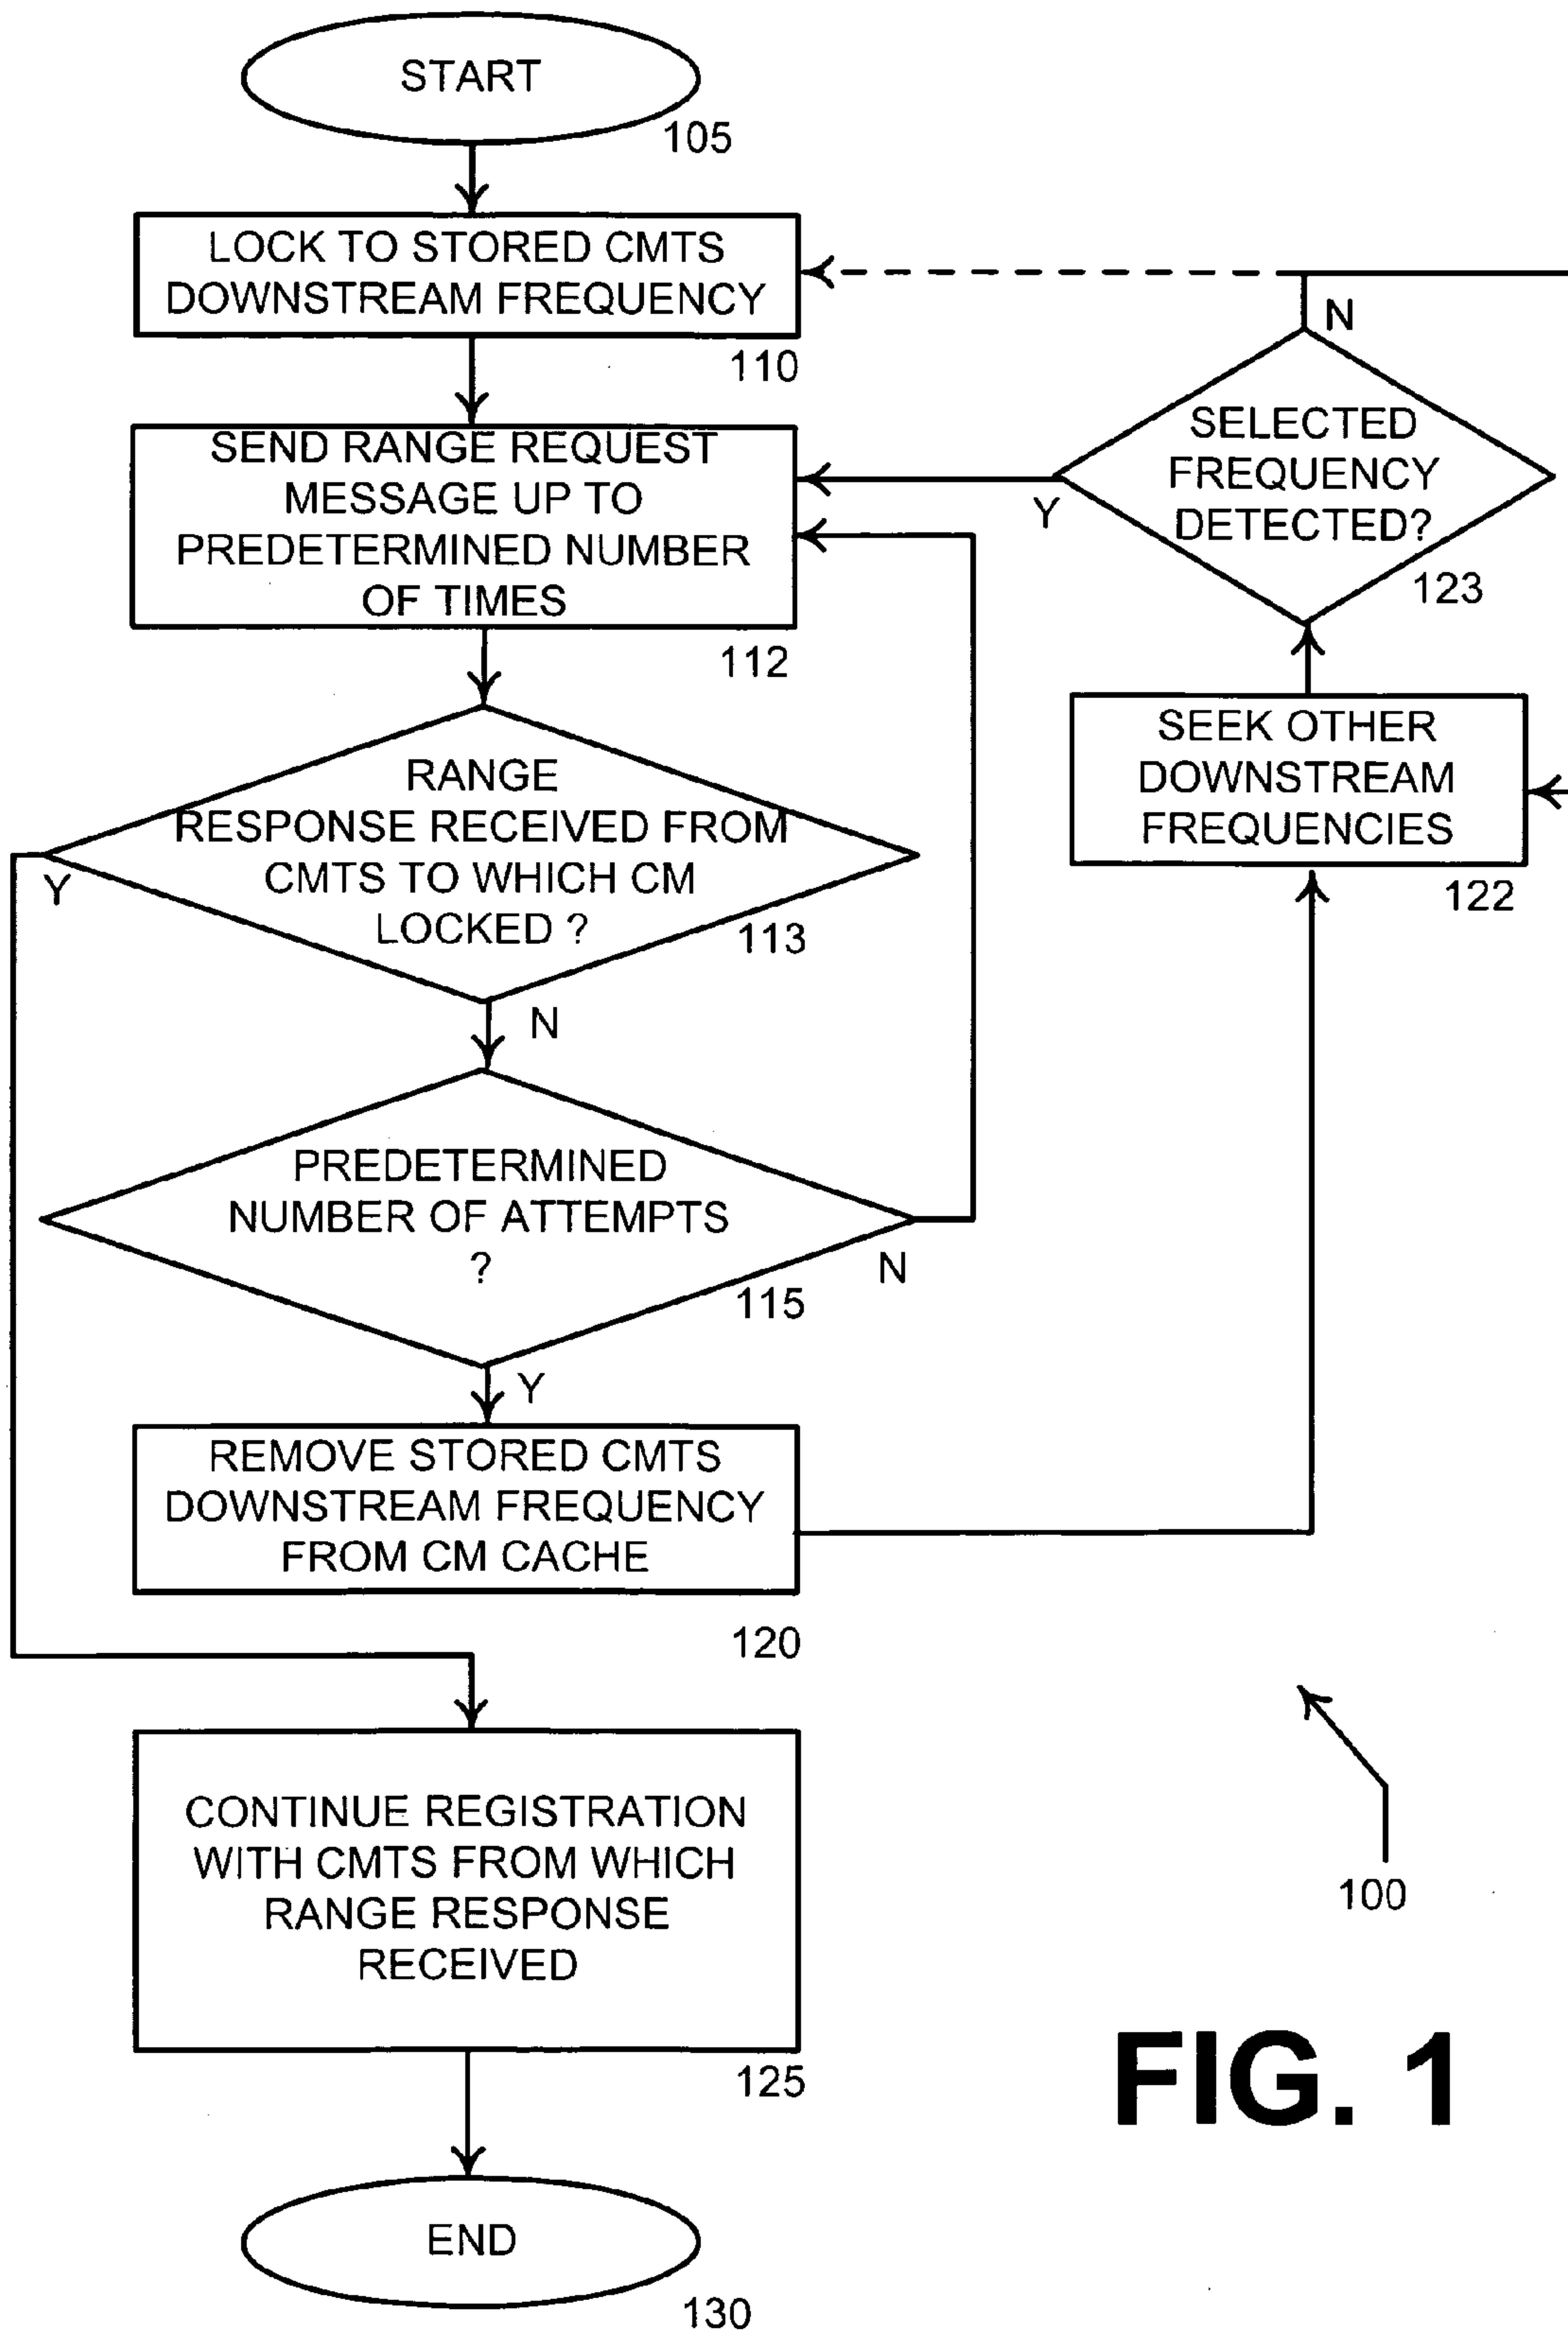 START
105
LOCK TO STORED CMTS
DOWNSTREAM FREQUENCY
110
SEND RANGE REQUEST
MESSAGE UP TO
PREDETERMINED NUMBER
OF TIMES
112
RANGE
RESPONSE RECEIVED FROM
CMTS TO WHICH CM
LOCKED ?
113
Y
N
PREDETERMINED
NUMBER OF ATTEMPTS
?
115
N
Y
REMOVE STORED CMTS
DOWNSTREAM FREQUENCY
FROM CM CACHE
120
CONTINUE REGISTRATION
WITH CMTS FROM WHICH
RANGE RESPONSE
RECEIVED
125
END
130
N
SELECTED
FREQUENCY
DETECTED?
Y
123
SEEK OTHER
DOWNSTREAM
FREQUENCIES
122
100
FIG. 1